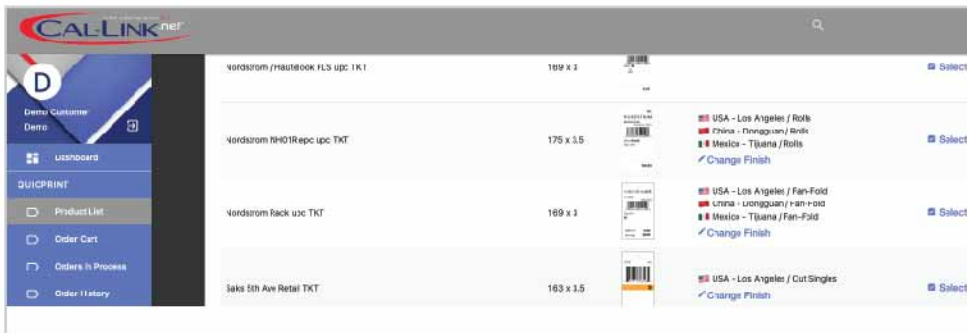 CAL-LINK.net
Nordstrom / Hautelook FLS upc TKT
169 x 3
Select
D
Demo Customer
Demo
USA - Los Angeles / Rolls
China - Dongguan / Rolls
Nordstrom NH01R epc upc TKT
175 x 3.5
Mexico - Tijuana / Rolls
Select
Change Finish
Dashboard
QUICPRINT
USA - Los Angeles / Fan-Fold
China - Dongguan / Fan-Fold
Product List
Nordstrom Rack upc TKT
169 x 3
Mexico - Tijuana / Fan-Fold
Select
Change Finish
Order Cart
Orders In Process
USA - Los Angeles / Cut Singles
Saks 5th Ave Retail TKT
163 x 3.5
Select
Change Finish
Order History